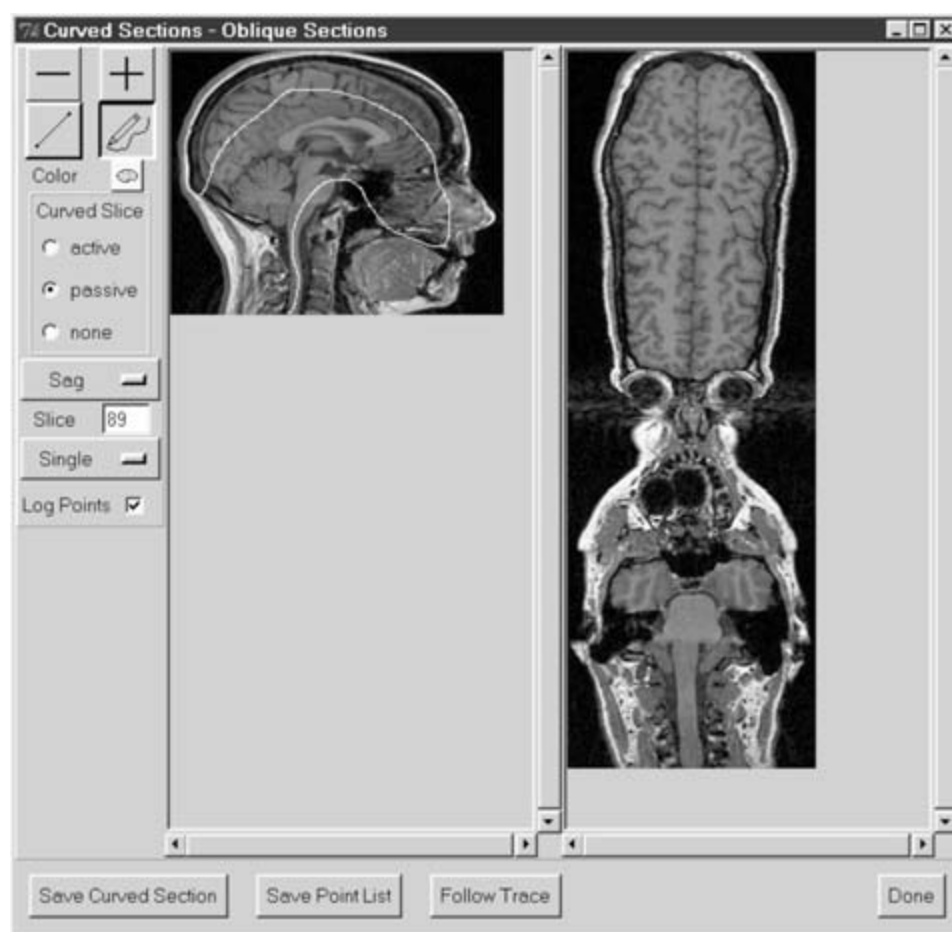 Curved Sections - Oblique Sections
Color
Curved Slice
active
passive
none
Sag
Slice 89
Single
Log Points
Save Curved Section Save Point List Follow Trace Done